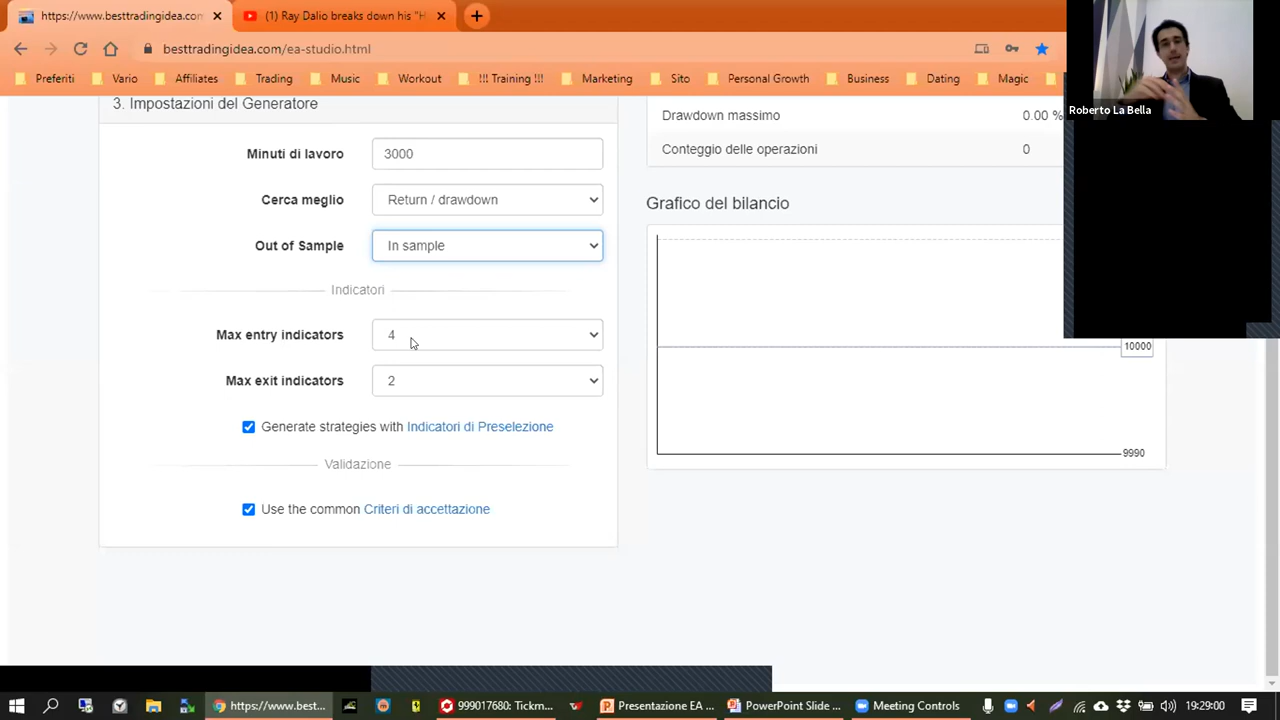 https://www.besttradingidea.com
(1) Ray Dalio breaks down his "H
besttradingidea.com/ea-studio.html
Preferiti
Vario
Affiliates
Trading
Music
Workout
!!! Training !!!
Marketing
Sito
Personal Growth
Business
Dating
Magic
Roberto La Bella
3. Impostazioni del Generatore
Minuti di lavoro
3000
Cerca meglio
Return / drawdown
Out of Sample
In sample
Indicatori
Max entry indicators
4
Max exit indicators
2
Generate strategies with Indicatori di Preselezione
Validazione
Use the common Criteri di accettazione
Drawdown massimo
0.00 %
Conteggio delle operazioni
0
Grafico del bilancio
10000
9990
https://www.best...
999017680: Tickm...
Presentazione EA ...
PowerPoint Slide ...
Meeting Controls
19:29:00